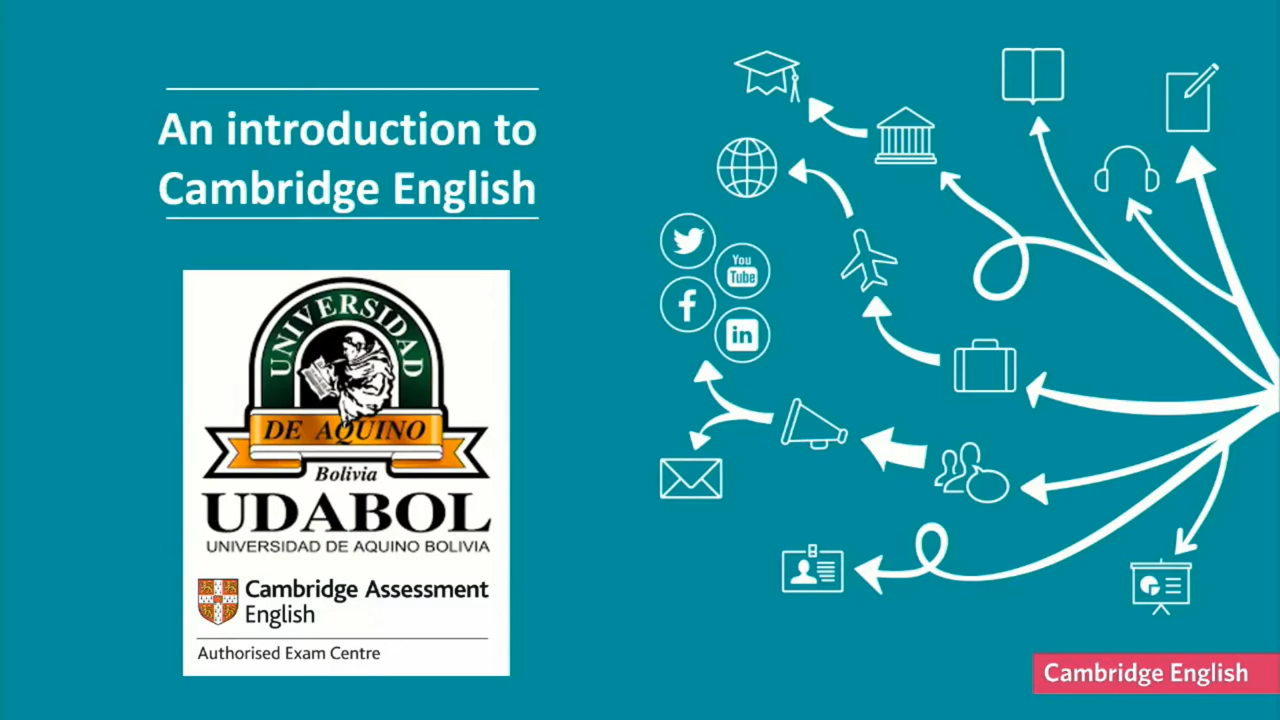 An introduction to
Cambridge English
UNIVERSIDAD
DE AQUINO
Bolivia
UDABOL
UNIVERSIDAD DE AQUINO BOLIVIA
Cambridge Assessment
English
Authorised Exam Centre
You
Tube
f
in
Cambridge English